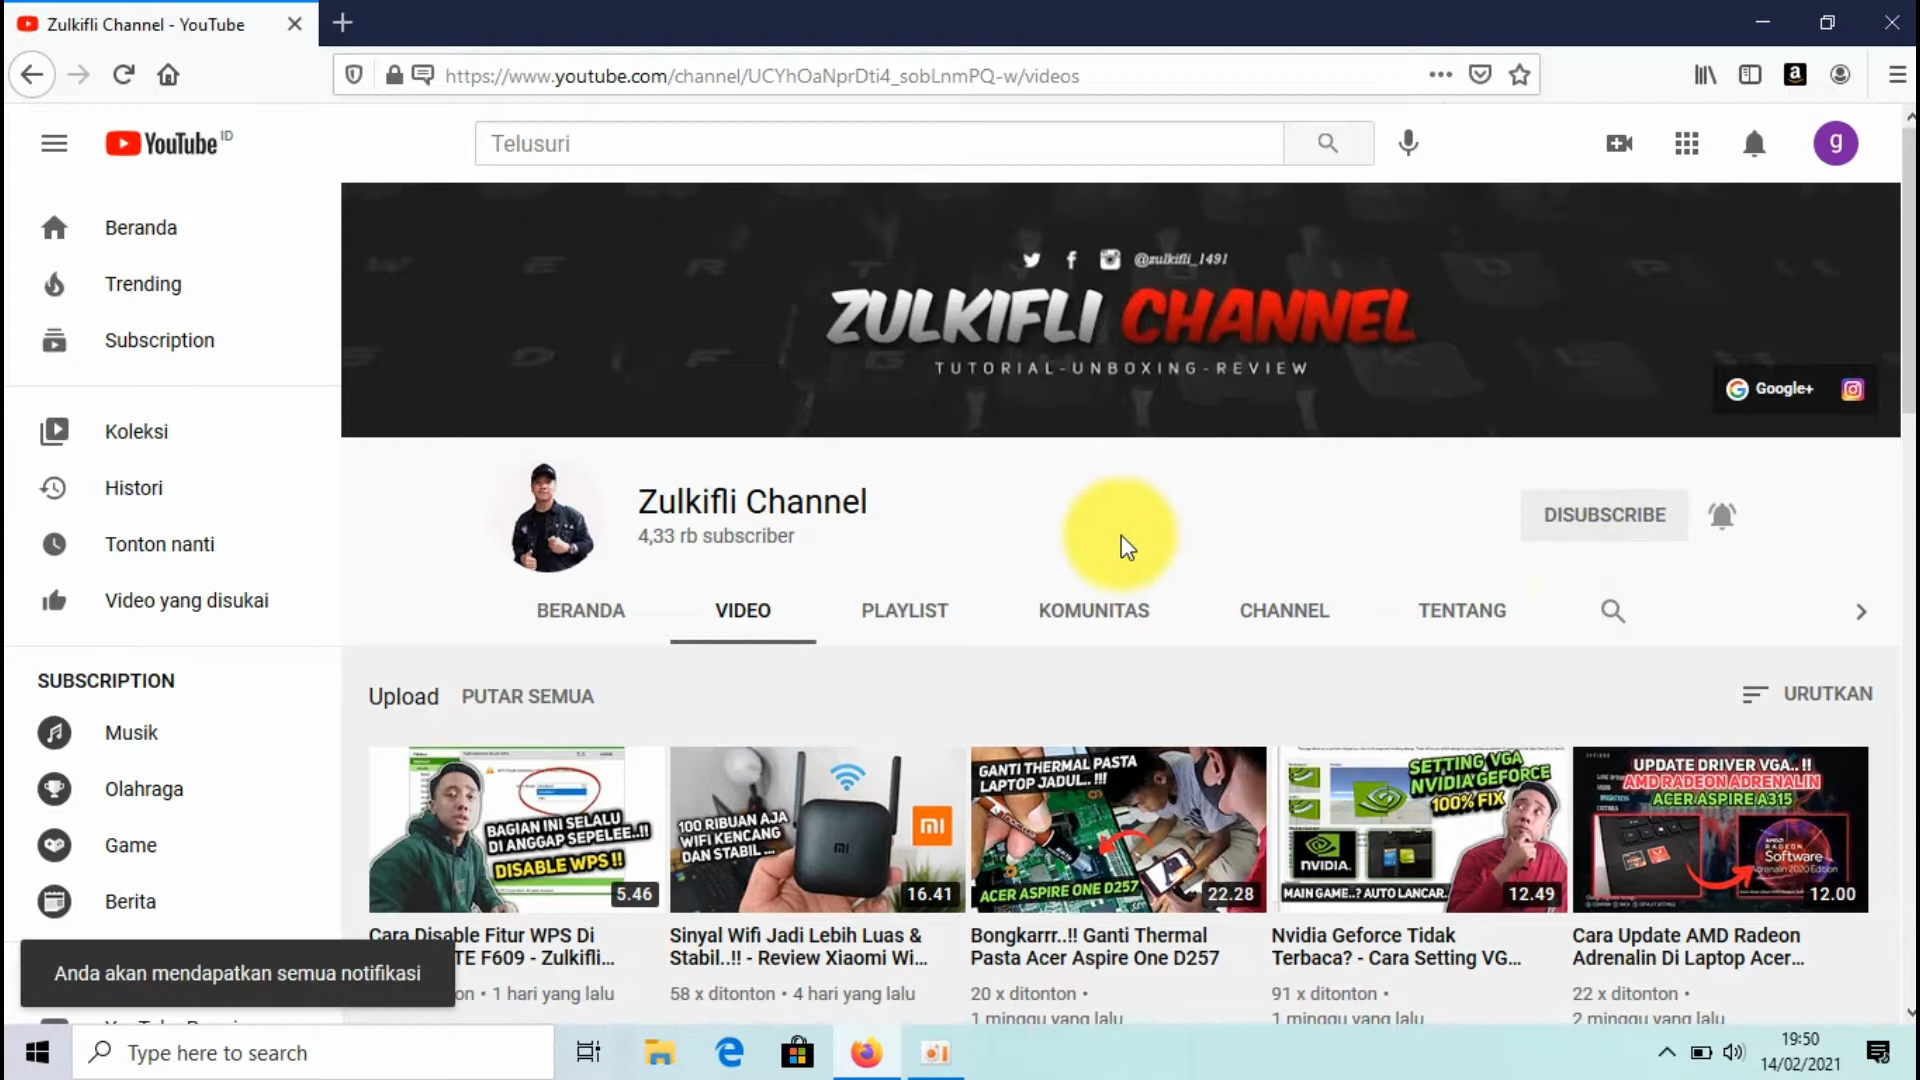 Zulkifli Channel - YouTube
https://www.youtube.com/channel/UCYhOaNprDti4_sobLnmPQ-w/videos
YouTube ID
Telusuri
g
Beranda
Trending
Subscription
Koleksi
Histori
Tonton nanti
Video yang disukai
SUBSCRIPTION
Musik
Olahraga
Game
Berita
@zulkifli_1491
ZULKIFLI CHANNEL
TUTORIAL-UNBOXING-REVIEW
Google+
Zulkifli Channel
4,33 rb subscriber
DISUBSCRIBE
BERANDA
VIDEO
PLAYLIST
KOMUNITAS
CHANNEL
TENTANG
Upload
PUTAR SEMUA
URUTKAN
BAGIAN INI SELALU
DI ANGGAP SEPELEE..!!
DISABLE WPS !!
5.46
Cara Disable Fitur WPS Di
TE F609 - Zulkifli...
on • 1 hari yang lalu
100 RIBUAN AJA
WIFI KENCANG
DAN STABIL ...
MI
MI
16.41
Sinyal Wifi Jadi Lebih Luas &
Stabil..!! - Review Xiaomi Wi...
58 x ditonton • 4 hari yang lalu
GANTI THERMAL PASTA
LAPTOP JADUL.. !!!
ACER ASPIRE ONE D257
22.28
Bongkarrr..!! Ganti Thermal
Pasta Acer Aspire One D257
20 x ditonton •
1 minggu yang lalu
SETTING VGA
NVIDIA GEFORCE
100% FIX
NVIDIA.
MAIN GAME..? AUTO LANCAR.
12.49
Nvidia Geforce Tidak
Terbaca? - Cara Setting VG...
91 x ditonton •
1 minggu yang lalu
UPDATE DRIVER VGA.. !!
AMD RADEON ADRENALIN
ACER ASPIRE A315
RADEON
Software
Adrenalin 2020 Edition
12.00
Cara Update AMD Radeon
Adrenalin Di Laptop Acer...
22 x ditonton •
2 minggu yang lalu
Anda akan mendapatkan semua notifikasi
Type here to search
19:50
14/02/2021